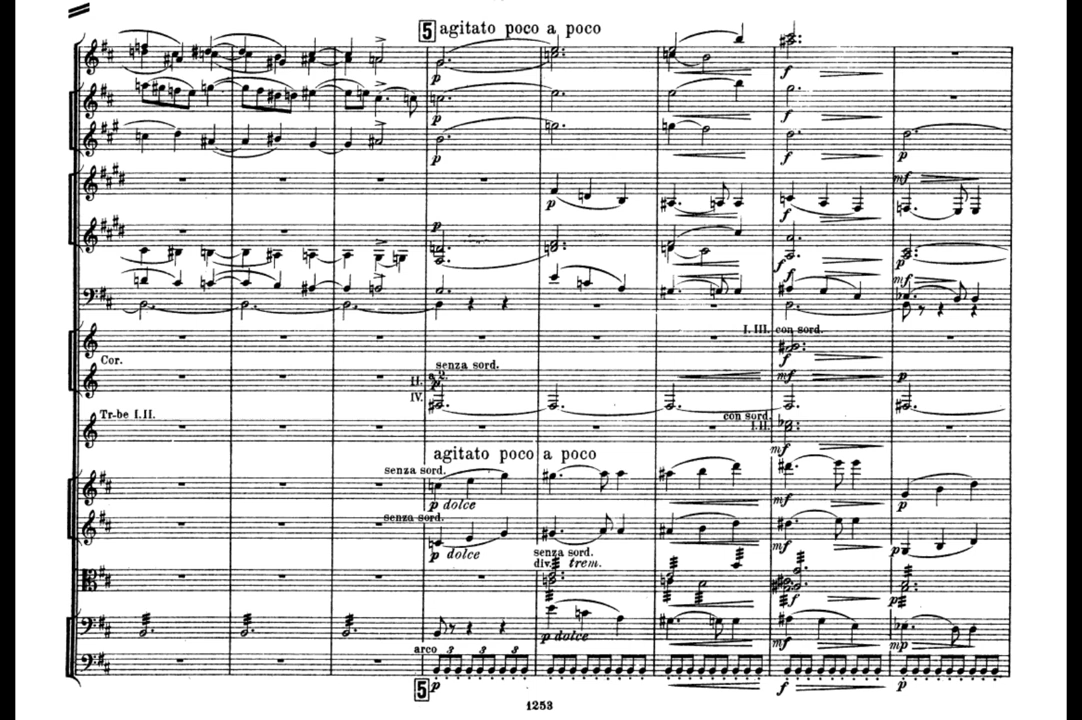 5 agitato poco a poco
p
p
f
p
f
p
f
p
mf
p
f
p
f
p
f
mf
I. III. con sord.
Cor.
f
senza sord.
II. a 2.
mf
p
p
IV.
Tr-be I.II.
con sord.
I.II.
mf
agitato poco a poco
senza sord.
p dolce
mf
p
senza sord.
p dolce
mf
p
senza sord.
div. trem.
f
p
p dolce
mf
mf
arco 3 3 3
p
f
p
5
1253